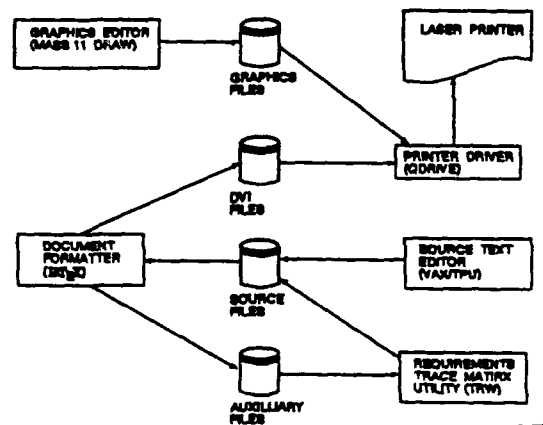 GRAPHICS EDITOR
(MASS 11 DRAW)
GRAPHICS
FILES
LASER PRINTER
DVI
FILES
PRINTER DRIVER
(QDRIVE)
DOCUMENT
FORMATTER
SOURCE
FILES
SOURCE TEXT
EDITOR
(VAX/TPU)
AUXILLIARY
FILES
REQUIREMENTS
TRACE MATIRX
UTILITY (TRW)